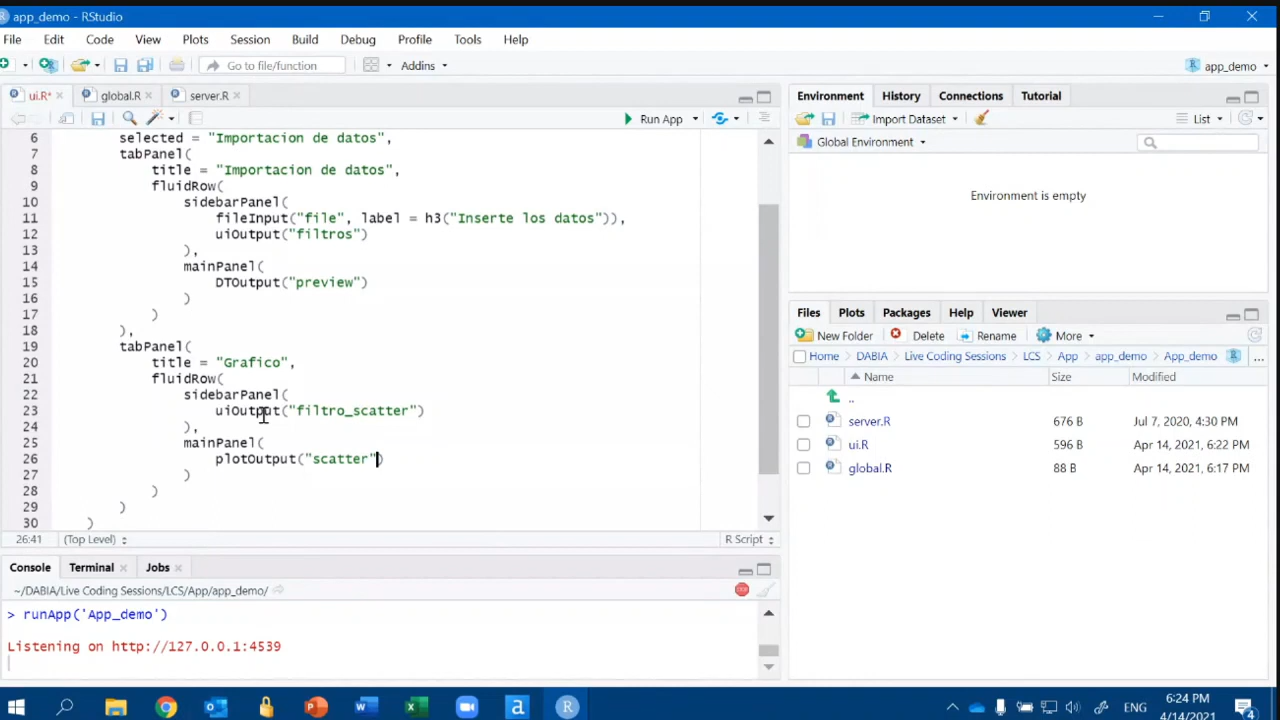 app_demo - RStudio
File Edit Code View Plots Session Build Debug Profile Tools Help
Go to file/function Addins app_demo
ui.R* global.R server.R
Run App
6 selected = "Importacion de datos",
7 tabPanel(
8 title = "Importacion de datos",
9 fluidRow(
10 sidebarPanel(
11 fileInput("file", label = h3("Inserte los datos")),
12 uiOutput("filtros")
13 ),
14 mainPanel(
15 DTOutput("preview")
16 )
17 )
18 ),
19 tabPanel(
20 title = "Grafico",
21 fluidRow(
22 sidebarPanel(
23 uiOutput("filtro_scatter")
24 ),
25 mainPanel(
26 plotOutput("scatter")
27 )
28 )
29 )
30 )
26:41 (Top Level) R Script
Console Terminal Jobs
~/DABIA/Live Coding Sessions/LCS/App/app_demo/
> runApp('App_demo')
Listening on http://127.0.0.1:4539
Environment History Connections Tutorial
Import Dataset List
Global Environment
Environment is empty
Files Plots Packages Help Viewer
New Folder Delete Rename More
Home DABIA Live Coding Sessions LCS App app_demo App_demo ...
Name Size Modified
..
server.R 676 B Jul 7, 2020, 4:30 PM
ui.R 596 B Apr 14, 2021, 6:22 PM
global.R 88 B Apr 14, 2021, 6:17 PM
ENG 6:24 PM
4/14/2021 4